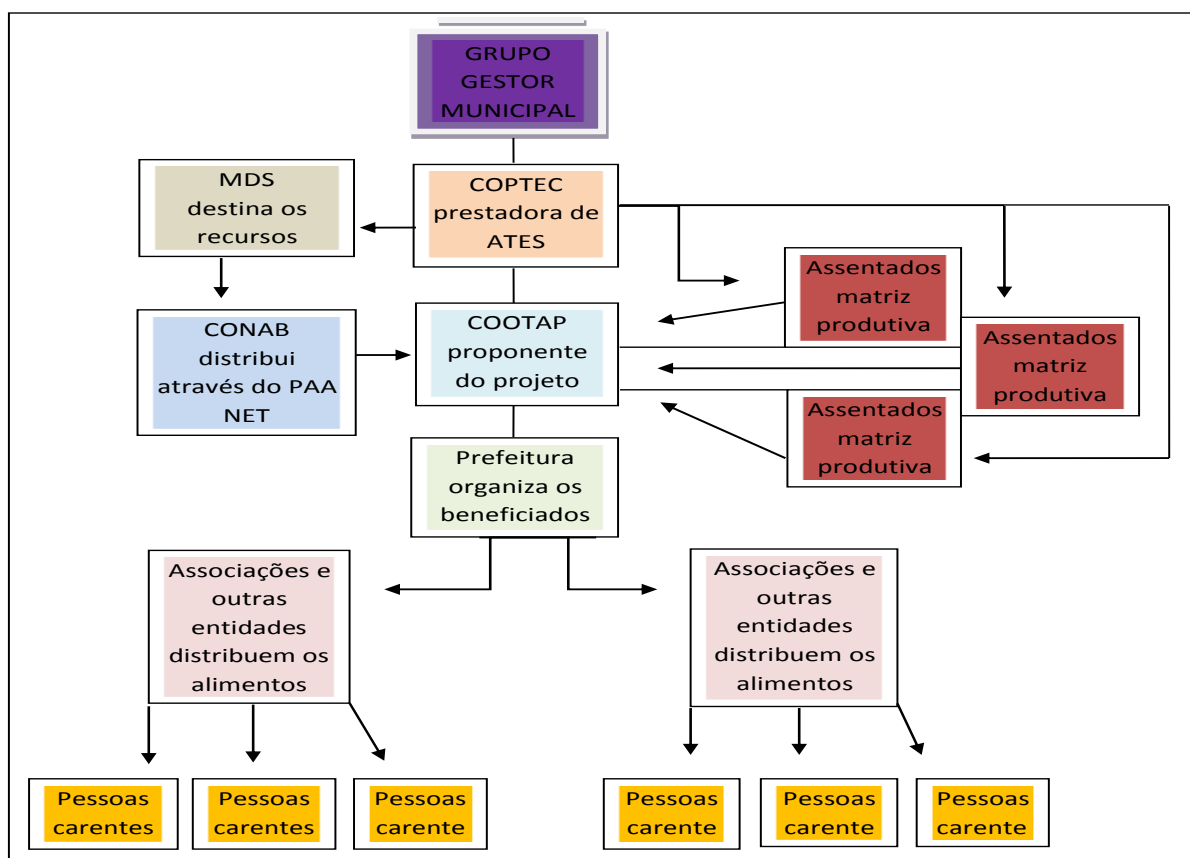 GRUPO
GESTOR
MUNICIPAL
MDS
destina os
recursos
COPTEC
prestadora de
ATES
Assentados
matriz
produtiva
CONAB
distribui
através do PAA
NET
COOTAP
proponente
do projeto
Assentados
matriz
produtiva
Assentados
matriz
produtiva
Prefeitura
organiza os
beneficiados
Associações e
outras
entidades
distribuem os
alimentos
Associações e
outras
entidades
distribuem os
alimentos
Pessoas
carentes
Pessoas
carentes
Pessoas
carente
Pessoas
carente
Pessoas
carente
Pessoas
carente